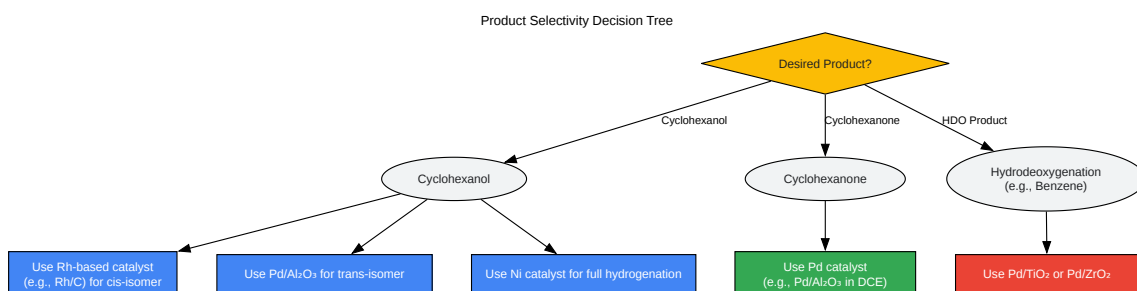 Product Selectivity Decision Tree
Desired Product?
Cyclohexanol
Cyclohexanone
HDO Product
Cyclohexanol
Cyclohexanone
Hydrodeoxygenation
(e.g., Benzene)
Use Rh-based catalyst
(e.g., Rh/C) for cis-isomer
Use Pd/Al₂O₃ for trans-isomer
Use Ni catalyst for full hydrogenation
Use Pd catalyst
(e.g., Pd/Al₂O₃ in DCE)
Use Pd/TiO₂ or Pd/ZrO₂